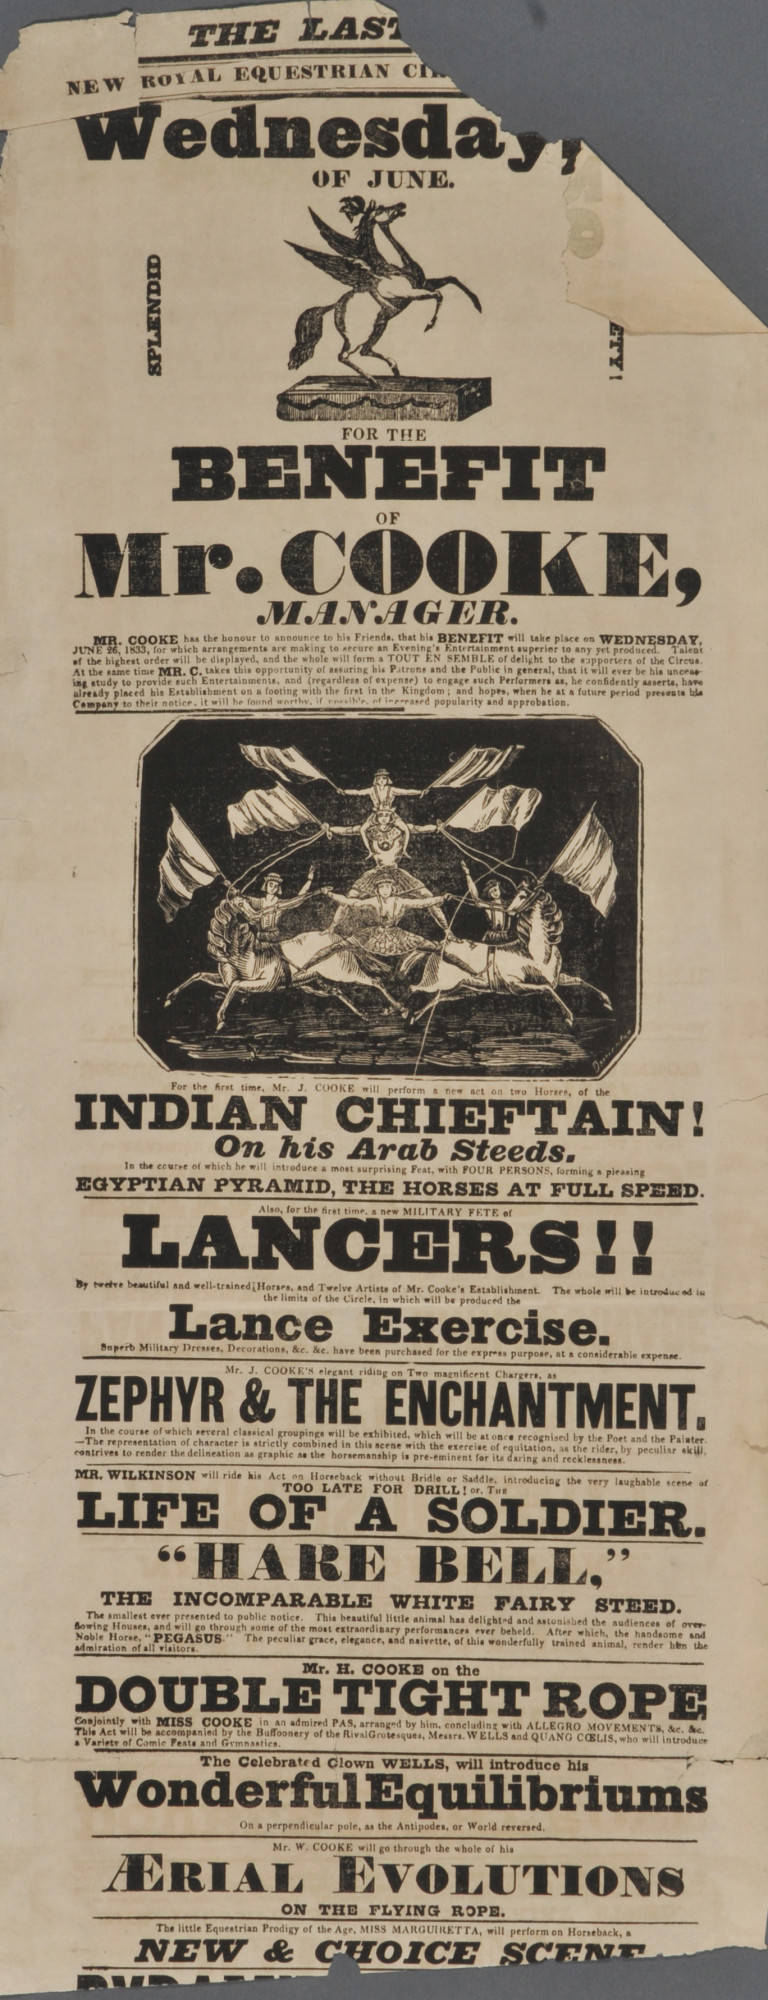 THE LAST
NEW ROYAL EQUESTRIAN CI
Wednesday,
OF JUNE.
SPLENDID
ETY!
FOR THE
BENEFIT
OF
Mr. COOKE,
MANAGER.
MR. COOKE has the honour to announce to his Friends, that his BENEFIT will take place on WEDNESDAY,
JUNE 26, 1833, for which arrangements are making to secure an Evening's Entertainment superior to any yet produced. Talent
of the highest order will be displayed, and the whole will form a TOUT EN SEMBLE of delight to the supporters of the Circus.
At the same time MR. C. takes this opportunity of assuring his Patrons and the Public in general, that it will ever be his unceas-
ing study to provide such Entertainments, and (regardless of expense) to engage such Performers as, he confidently asserts, have
already placed his Establishment on a footing with the first in the Kingdom; and hopes, when he at a future period presents his
Company to their notice, it will be found worthy, if possible, of increased popularity and approbation.
For the first time, Mr. J. COOKE will perform a new act on two Horses, of the
INDIAN CHIEFTAIN!
On his Arab Steeds.
In the course of which he will introduce a most surprising Feat, with FOUR PERSONS, forming a pleasing
EGYPTIAN PYRAMID, THE HORSES AT FULL SPEED.
Also, for the first time, a new MILITARY FETE of
LANCERS!!
By twelve beautiful and well-trained Horses, and Twelve Artists of Mr. Cooke's Establishment. The whole will be introduced in
the limits of the Circle, in which will be produced the
Lance Exercise.
Superb Military Dresses, Decorations, &c. &c. have been purchased for the express purpose, at a considerable expense.
Mr. J. COOKE'S elegant riding on Two magnificent Chargers, as
ZEPHYR & THE ENCHANTMENT.
In the course of which several classical groupings will be exhibited, which will be at once recognised by the Poet and the Painter.
—The representation of character is strictly combined in this scene with the exercise of equitation, as the rider, by peculiar skill,
contrives to render the delineation as graphic as the horsemanship is pre-eminent for its daring and recklessness.
MR. WILKINSON will ride his Act on Horseback without Bridle or Saddle, introducing the very laughable scene of
TOO LATE FOR DRILL! or, THE
LIFE OF A SOLDIER.
"HARE BELL,"
THE INCOMPARABLE WHITE FAIRY STEED.
The smallest ever presented to public notice. This beautiful little animal has delighted and astonished the audiences of over-
flowing Houses, and will go through some of the most extraordinary performances ever beheld. After which, the handsome and
Noble Horse, "PEGASUS." The peculiar grace, elegance, and naivette, of this wonderfully trained animal, render him the
admiration of all visitors.
Mr. H. COOKE on the
DOUBLE TIGHT ROPE
Conjointly with MISS COOKE in an admired PAS, arranged by him, concluding with ALLEGRO MOVEMENTS, &c. &c.
This Act will be accompanied by the Buffoonery of the Rival Grotesques, Messrs. WELLS and QUANG CŒLIS, who will introduce
a Variety of Comic Feats and Gymnastics.
The Celebrated Clown WELLS, will introduce his
Wonderful Equilibriums
On a perpendicular pole, as the Antipodes, or World reversed.
Mr. W. COOKE will go through the whole of his
ÆRIAL EVOLUTIONS
ON THE FLYING ROPE.
The little Equestrian Prodigy of the Age, MISS MARGUIRETTA, will perform on Horseback, a
NEW & CHOICE SCENE